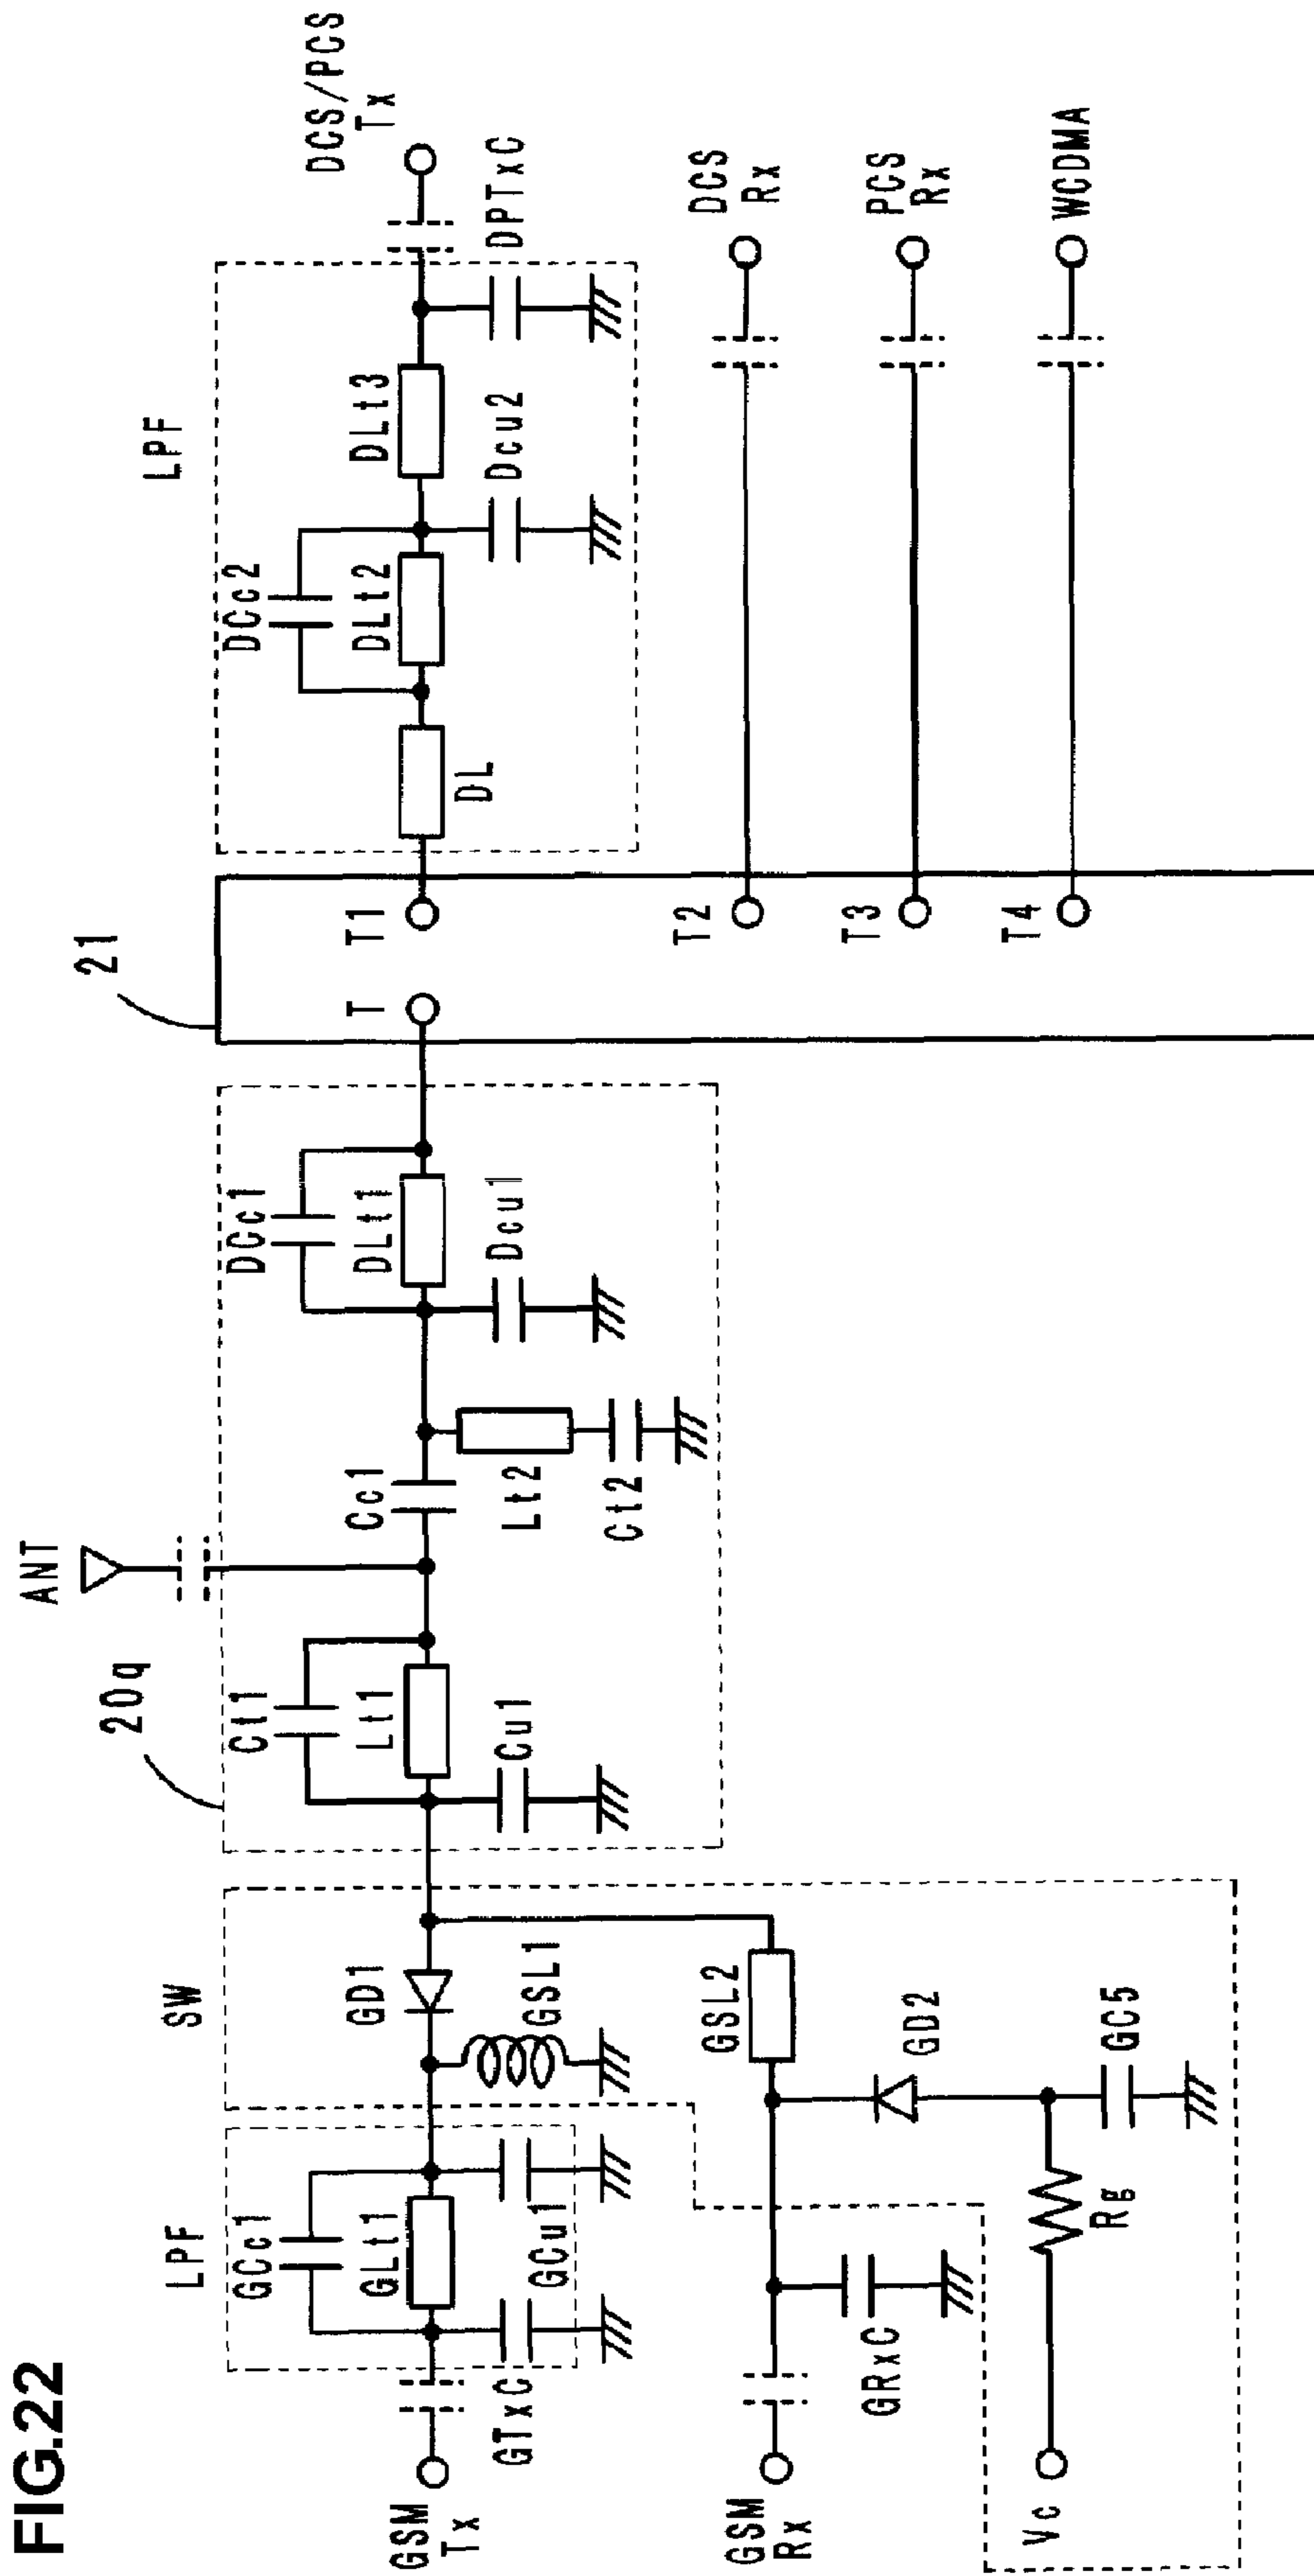 FIG.22
GSM
Tx
GTxC
LPF
GCc1
GLt1
GCu1
SW
GD1
GSL1
GSM
Rx
GRxC
GSL2
GD2
Vc
Rg
GC5
20q
Ct1
Lt1
Cu1
ANT
Cc1
Lt2
Ct2
DCc1
DLt1
Dcu1
21
T
T1
T2
T3
T4
LPF
DL
DCc2
DLt2
Dcu2
DLt3
DPTxC
DCS/PCS
Tx
DCS
Rx
PCS
Rx
WCDMA